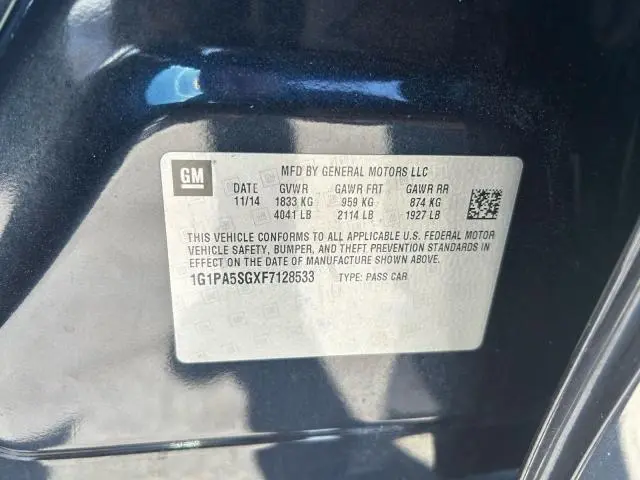 GM
MFD BY GENERAL MOTORS LLC
DATE GVWR GAWR FRT GAWR RR
11/14 1833 KG 959 KG 874 KG
4041 LB 2114 LB 1927 LB
THIS VEHICLE CONFORMS TO ALL APPLICABLE U.S. FEDERAL MOTOR
VEHICLE SAFETY, BUMPER, AND THEFT PREVENTION STANDARDS IN
EFFECT ON THE DATE OF MANUFACTURE SHOWN ABOVE.
1G1PA5SGXF7128533 TYPE: PASS CAR